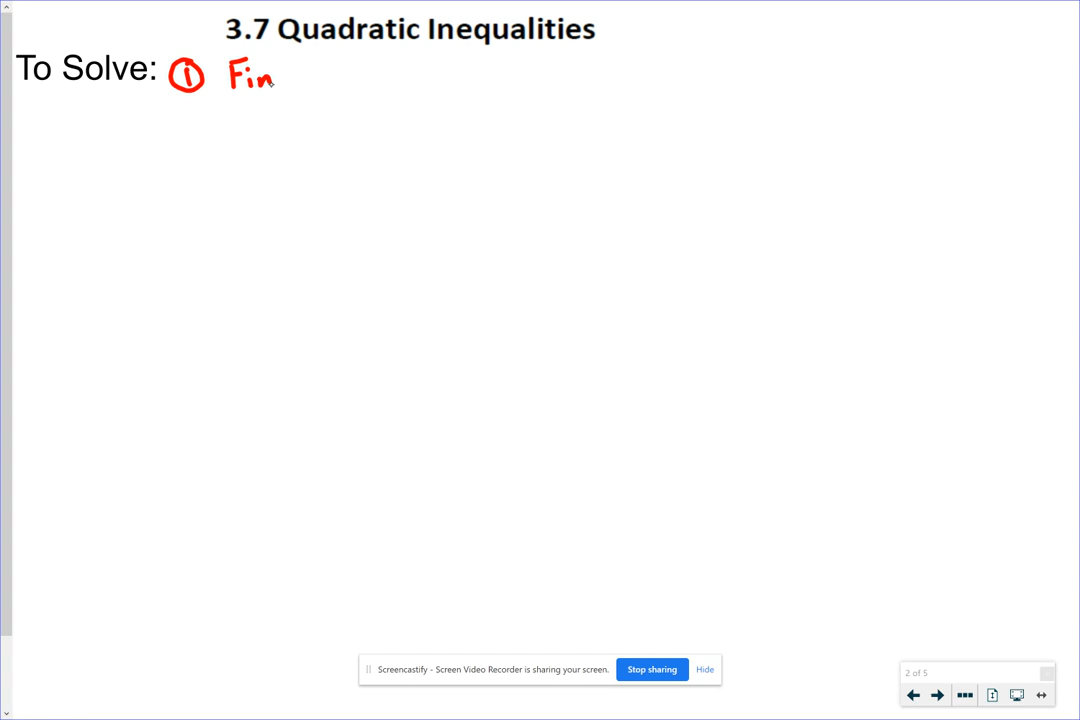 3.7 Quadratic Inequalities
To Solve: ① Fin
Screencastify - Screen Video Recorder is sharing your screen. Stop sharing Hide
2 of 5